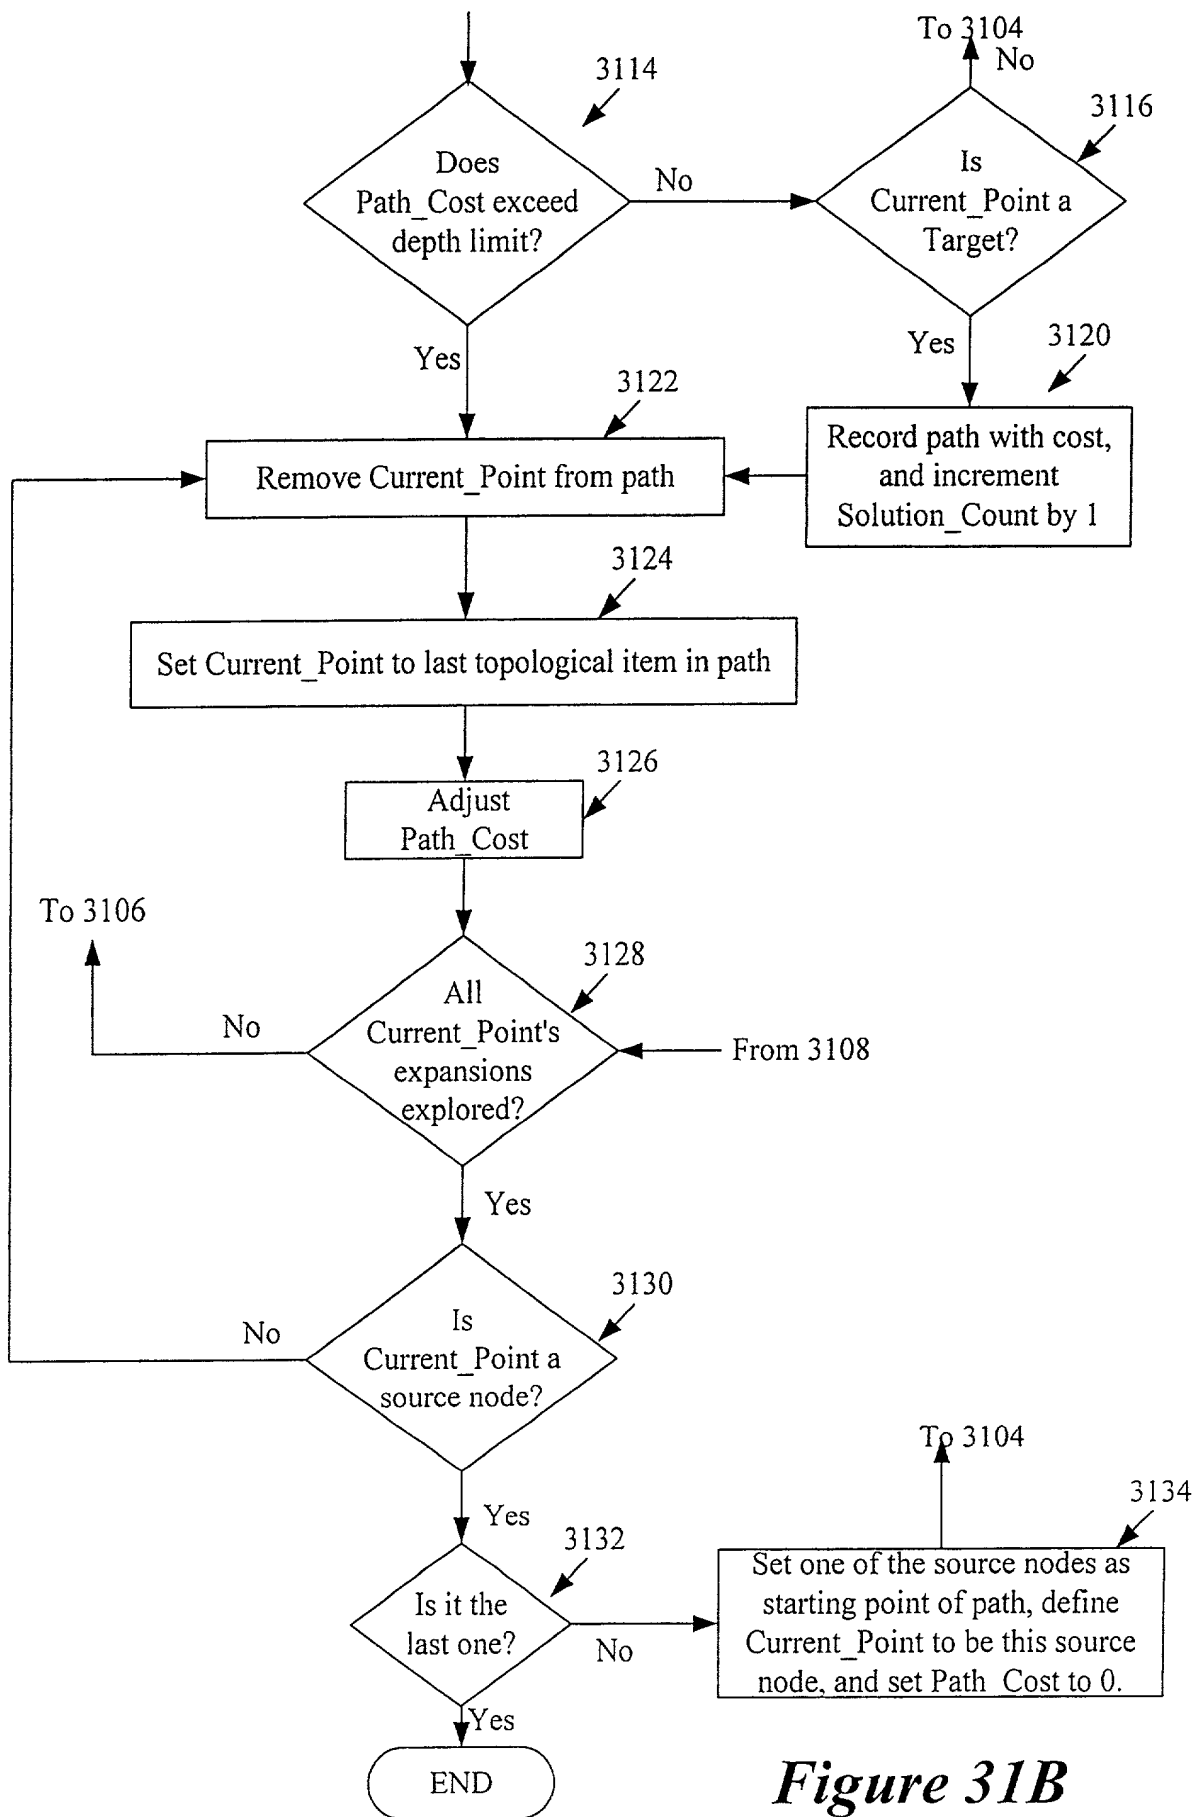 To 3104
No
3114
3116
Does
Path_Cost exceed
depth limit?
No
Is
Current_Point a
Target?
Yes
Yes
3120
3122
Remove Current_Point from path
Record path with cost,
and increment
Solution_Count by 1
3124
Set Current_Point to last topological item in path
3126
Adjust
Path_Cost
To 3106
3128
All
Current_Point's
expansions
explored?
No
From 3108
Yes
3130
No
Is
Current_Point a
source node?
To 3104
3134
Yes
3132
Is it the
last one?
No
Set one of the source nodes as
starting point of path, define
Current_Point to be this source
node, and set Path_Cost to 0.
Yes
END
Figure 31B